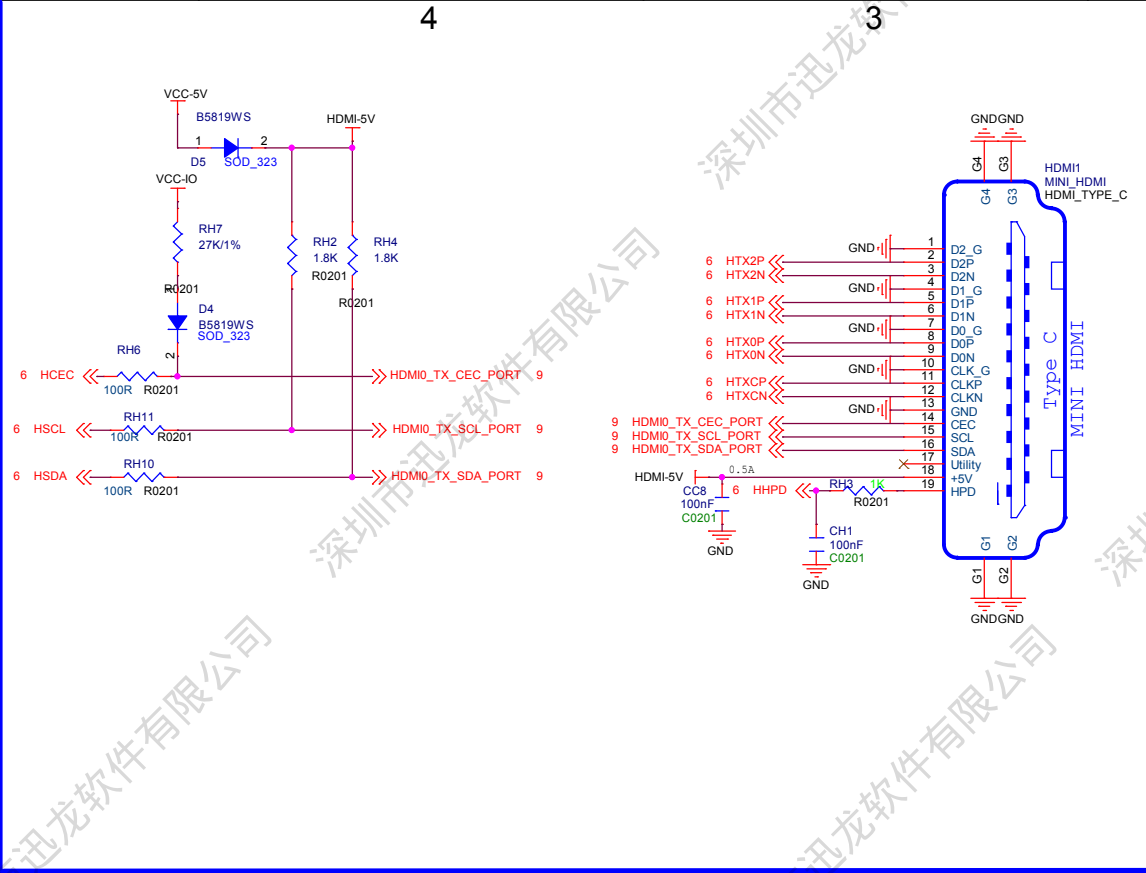 4
3
VCC-5V
B5819WS
1
2
D5
SOD_323
HDMI-5V
VCC-IO
RH7
27K/1%
R0201
1
D4
B5819WS
SOD_323
2
RH2
1.8K
R0201
RH4
1.8K
R0201
RH6
6 HCEC
100R R0201
HDMI0_TX_CEC_PORT 9
RH11
6 HSCL
100R R0201
HDMI0_TX_SCL_PORT 9
RH10
6 HSDA
100R R0201
HDMI0_TX_SDA_PORT 9
GNDGND
G4
G3
HDMI1
MINI_HDMI
HDMI_TYPE_C
G4
G3
GND 1 D2_G
6 HTX2P 2 D2P
6 HTX2N 3 D2N
GND 4 D1_G
6 HTX1P 5 D1P
6 HTX1N 6 D1N
GND 7 D0_G
6 HTX0P 8 D0P
6 HTX0N 9 D0N
GND 10 CLK_G
6 HTXCP 11 CLKP
6 HTXCN 12 CLKN
GND 13 GND
9 HDMI0_TX_CEC_PORT 14 CEC
9 HDMI0_TX_SCL_PORT 15 SCL
9 HDMI0_TX_SDA_PORT 16 SDA
17 Utility
HDMI-5V 0.5A 18 +5V
6 HHPD RH3 1K 19 HPD
R0201
CC8
100nF
C0201
GND
CH1
100nF
C0201
GND
Type C
MINI HDMI
G1
G2
G1
G2
GNDGND
深圳市迅龙软件有限公司
深圳市迅龙软件有限公司
迅龙软件有限公司
迅龙软件有限公司
深圳